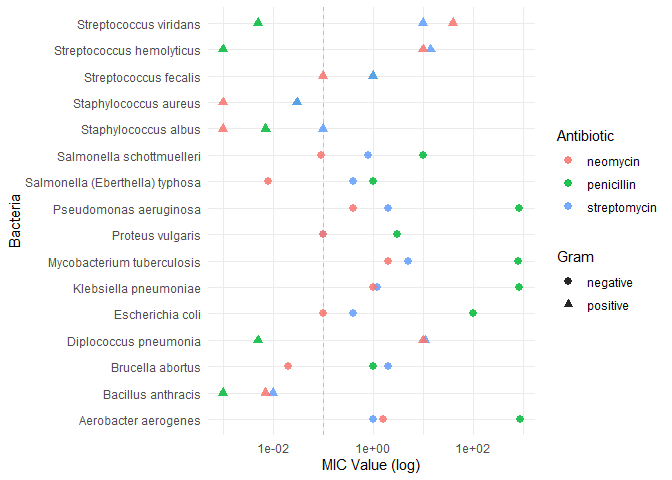 Streptococcus viridans
Streptococcus hemolyticus
Streptococcus fecalis
Staphylococcus aureus
Staphylococcus albus
Salmonella schottmuelleri
Salmonella (Eberthella) typhosa
Pseudomonas aeruginosa
Proteus vulgaris
Mycobacterium tuberculosis
Klebsiella pneumoniae
Escherichia coli
Diplococcus pneumonia
Brucella abortus
Bacillus anthracis
Aerobacter aerogenes
Bacteria
1e-02 1e+00 1e+02
MIC Value (log)
Antibiotic
neomycin
penicillin
streptomycin
Gram
negative
positive